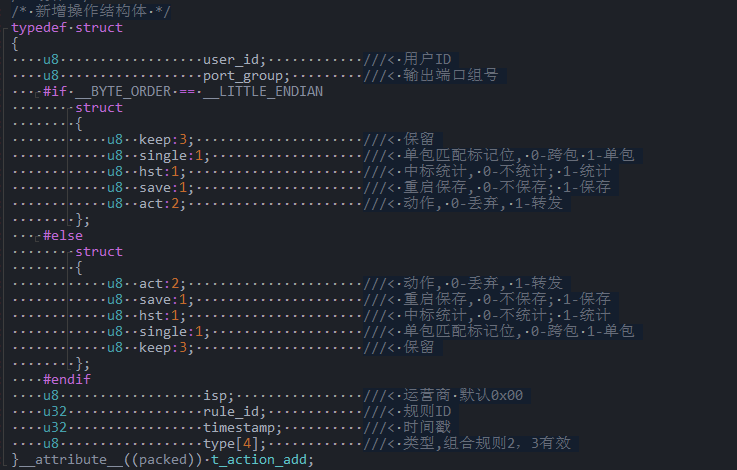 /* 新增操作结构体 */
typedef struct
{
    u8                  user_id;            ///< 用户ID
    u8                  port_group;         ///< 输出端口组号
    #if __BYTE_ORDER == __LITTLE_ENDIAN
        struct
        {
            u8  keep:3;                     ///< 保留
            u8  single:1;                   ///< 单包匹配标记位, 0-跨包 1-单包
            u8  hst:1;                      ///< 中标统计, 0-不统计; 1-统计
            u8  save:1;                     ///< 重启保存, 0-不保存; 1-保存
            u8  act:2;                      ///< 动作, 0-丢弃, 1-转发
        };
    #else
        struct
        {
            u8  act:2;                      ///< 动作, 0-丢弃, 1-转发
            u8  save:1;                     ///< 重启保存, 0-不保存; 1-保存
            u8  hst:1;                      ///< 中标统计, 0-不统计; 1-统计
            u8  single:1;                   ///< 单包匹配标记位, 0-跨包 1-单包
            u8  keep:3;                     ///< 保留
        };
    #endif
    u8                  isp;                ///< 运营商 默认0x00
    u32                 rule_id;            ///< 规则ID
    u32                 timestamp;          ///< 时间戳
    u8                  type[4];            ///< 类型,组合规则2，3有效
}__attribute__((packed)) t_action_add;